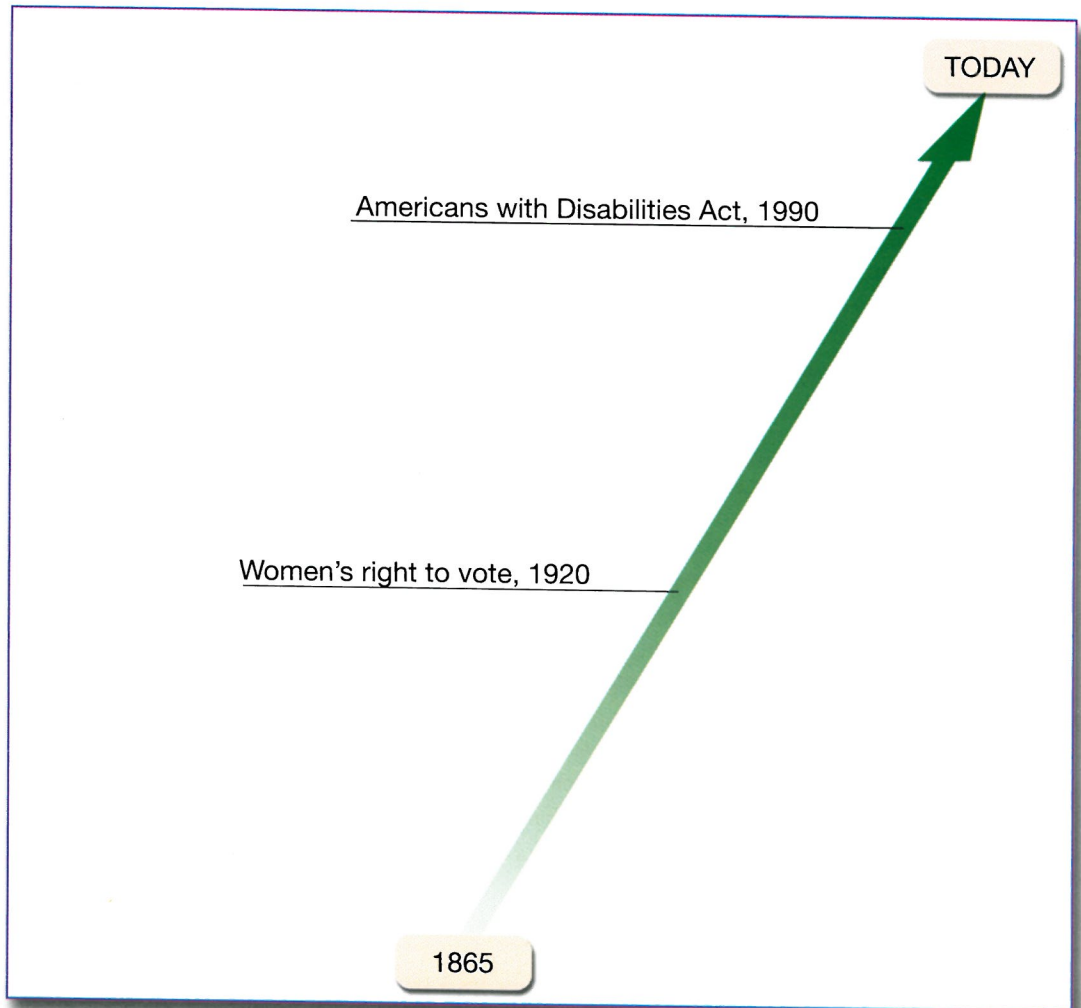 TODAY
Americans with Disabilities Act, 1990
Women's right to vote, 1920
1865